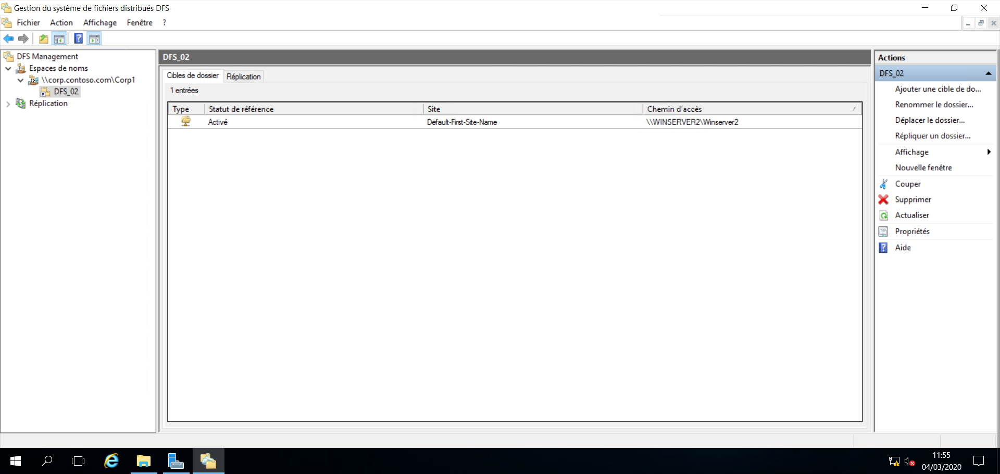 Gestion du système de fichiers distribués DFS
Fichier Action Affichage Fenêtre ?
DFS Management
Espaces de noms
\\corp.contoso.com\Corp1
DFS_02
Réplication
DFS_02
Cibles de dossier Réplication
1 entrées
Type Statut de référence Site Chemin d'accès
Activé Default-First-Site-Name \\WINSERVER2\Winserver2
Actions
DFS_02
Ajouter une cible de do...
Renommer le dossier...
Déplacer le dossier...
Répliquer un dossier...
Affichage
Nouvelle fenêtre
Couper
Supprimer
Actualiser
Propriétés
Aide
11:55
04/03/2020